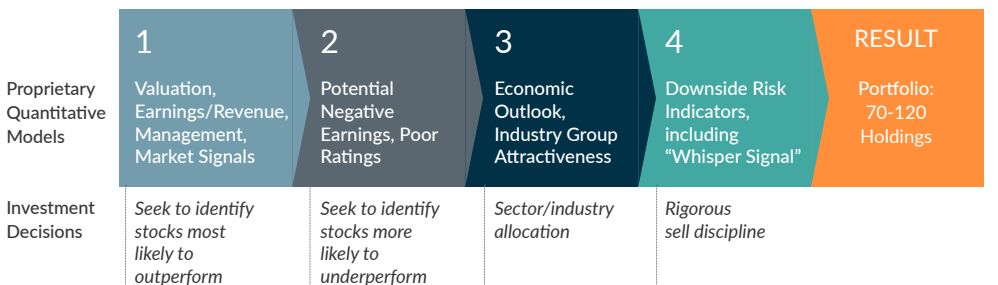 1
2
3
4
RESULT
Proprietary
Quantitative
Models
Valuation,
Earnings/Revenue,
Management,
Market Signals
Potential
Negative
Earnings, Poor
Ratings
Economic
Outlook,
Industry Group
Attractiveness
Downside Risk
Indicators,
including
“Whisper Signal”
Portfolio:
70-120
Holdings
Investment
Decisions
Seek to identify
stocks most
likely to
outperform
Seek to identify
stocks more
likely to
underperform
Sector/industry
allocation
Rigorous
sell discipline